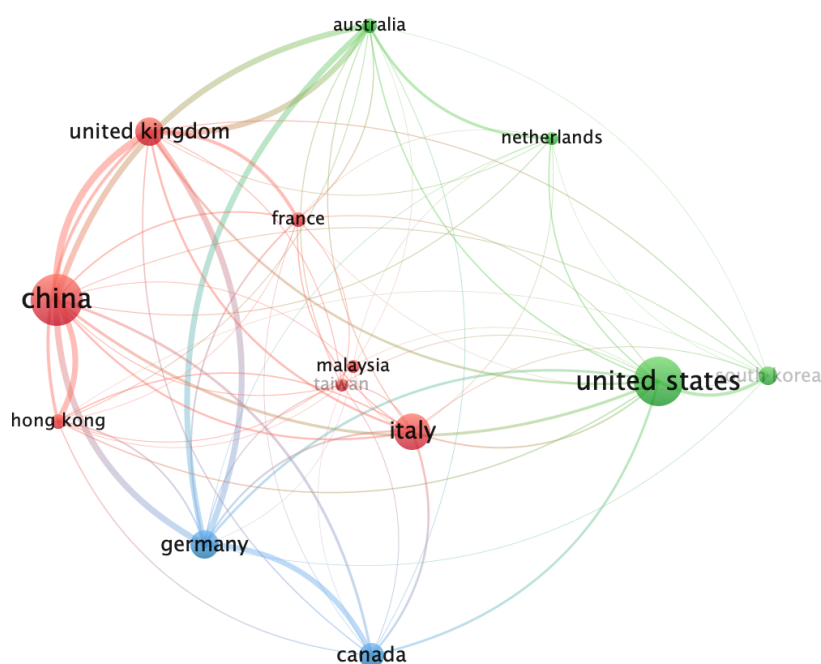 australia
united kingdom
netherlands
france
china
malaysia
taiwan
united states
south korea
hong kong
italy
germany
canada